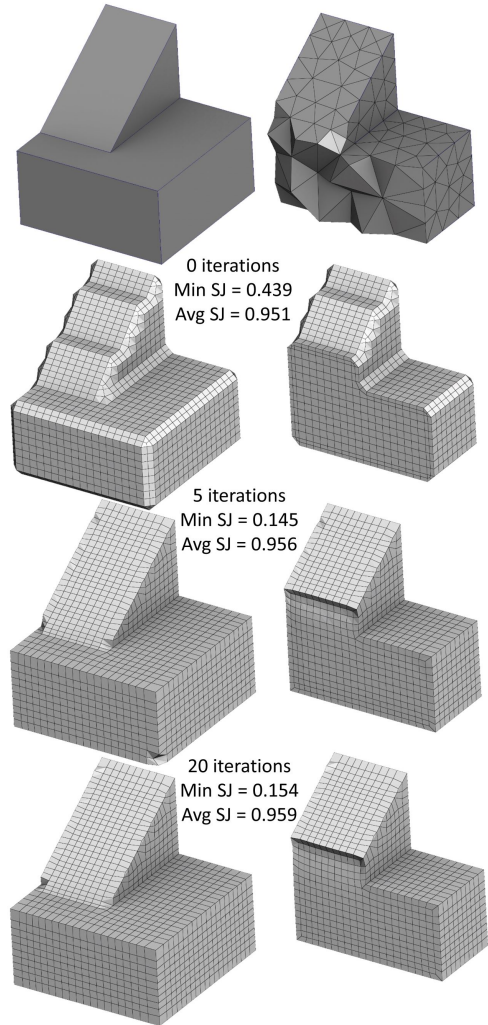 0 iterations
Min SJ = 0.439
Avg SJ = 0.951
5 iterations
Min SJ = 0.145
Avg SJ = 0.956
20 iterations
Min SJ = 0.154
Avg SJ = 0.959